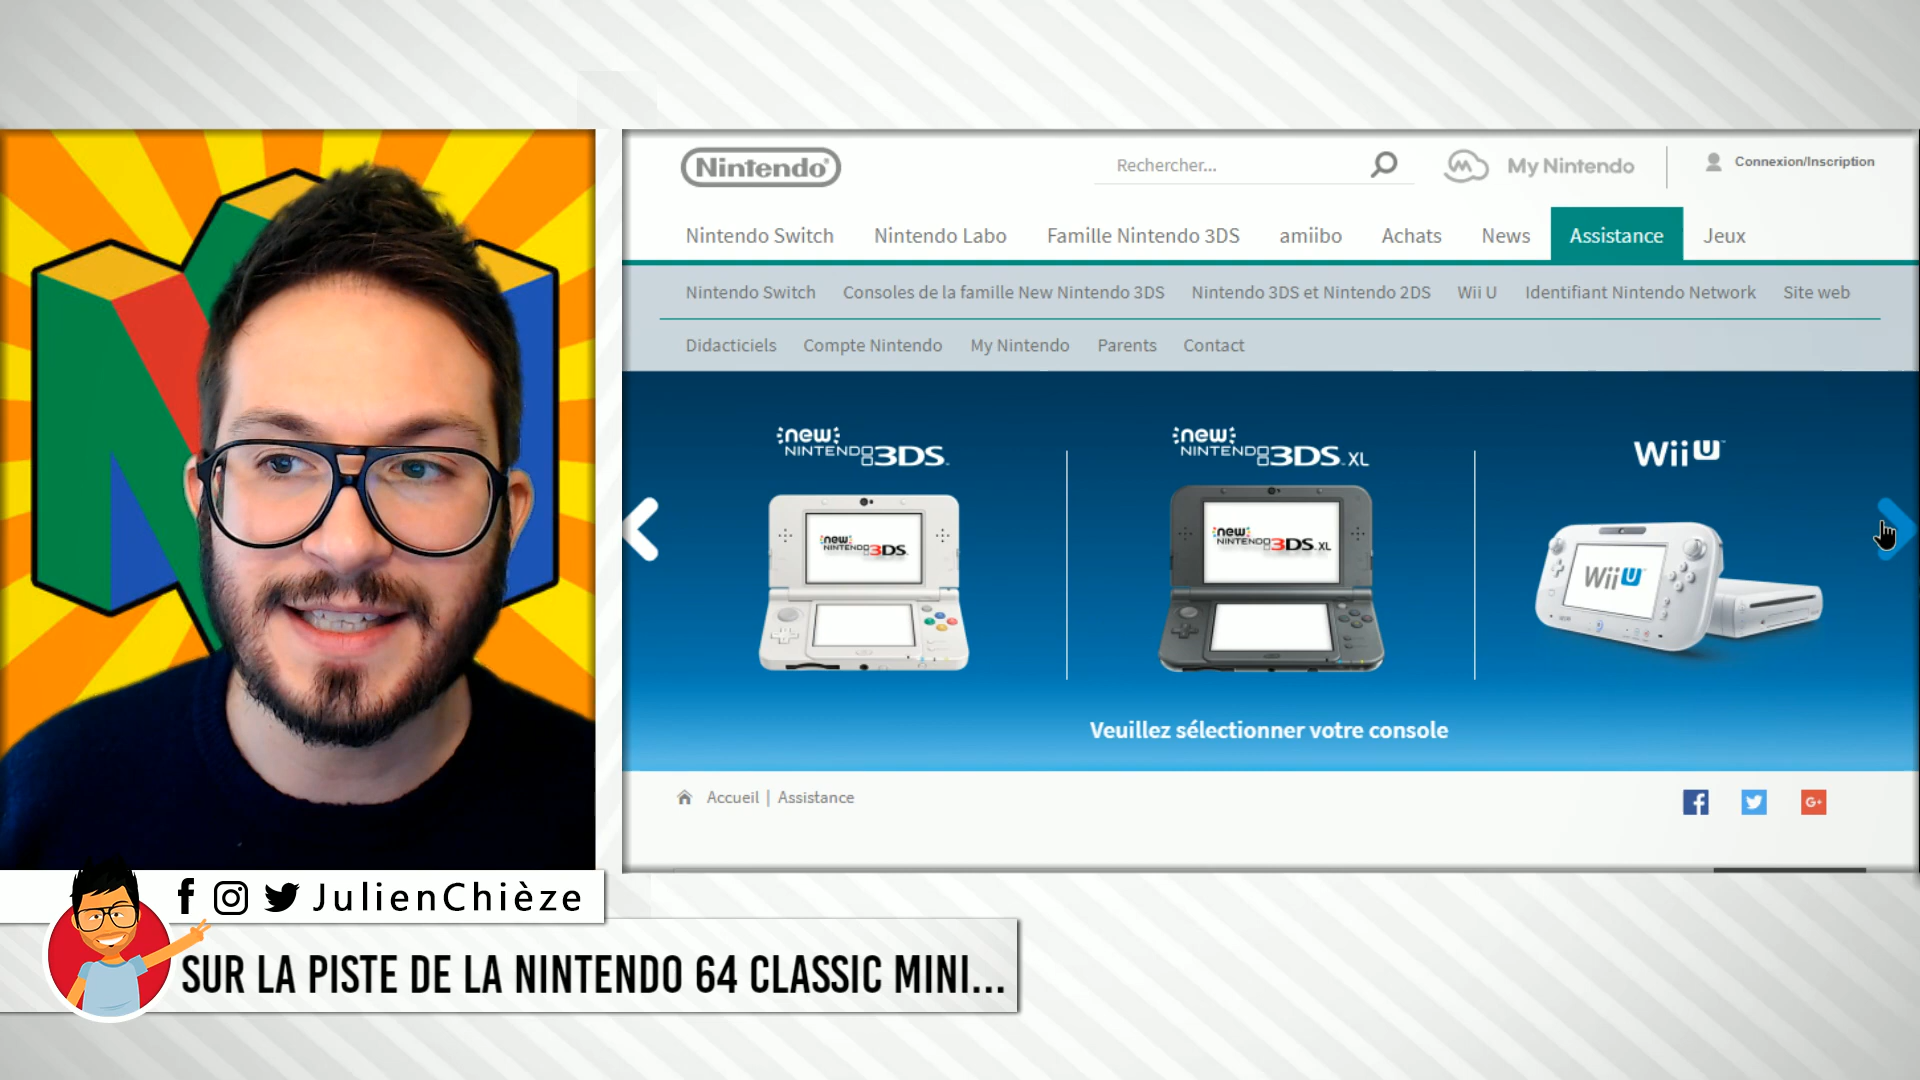 Nintendo®
Rechercher...
My Nintendo
Connexion/Inscription
Nintendo Switch Nintendo Labo Famille Nintendo 3DS amiibo Achats News Assistance Jeux
Nintendo Switch Consoles de la famille New Nintendo 3DS Nintendo 3DS et Nintendo 2DS Wii U Identifiant Nintendo Network Site web
Didacticiels Compte Nintendo My Nintendo Parents Contact
new NINTENDO 3DS™
new NINTENDO 3DS XL
Wii U™
new NINTENDO 3DS
new NINTENDO 3DS XL
Wii U
Veuillez sélectionner votre console
Accueil | Assistance
G+
JulienChièze
SUR LA PISTE DE LA NINTENDO 64 CLASSIC MINI...